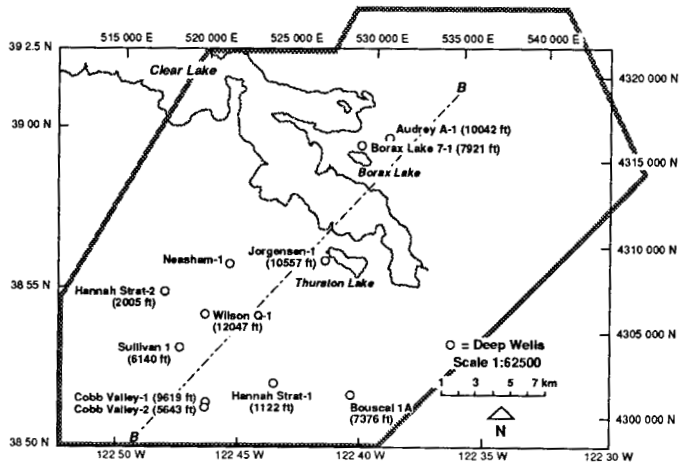 515 000 E 520 000 E 525 000 E 530 000 E 535 000 E 540 000 E
392.5 N
Clear Lake
B
4320 000 N
39 00 N
Audrey A-1 (10042 ft)
Borax Lake 7-1 (7921 ft)
Borax Lake
4315 000 N
Neasham-1
Jorgensen-1
(10557 ft)
4310 000 N
38.55 N
Hannah Strat-2
(2005 ft)
Thurston Lake
Wilson Q-1
(12047 ft)
4305 000 N
Sullivan 1
(6140 ft)
= Deep Wells
Scale 1:62500
1 3 5 7 km
Cobb Valley-1 (9619 ft)
Cobb Valley-2 (5643 ft)
Hannah Strat-1
(1122 ft)
Bouscal 1A
(7376 ft)
N
4300 000 N
38 50 N
B
122 50 W 122 45 W 122 40 W 122 35 W 122 30 W